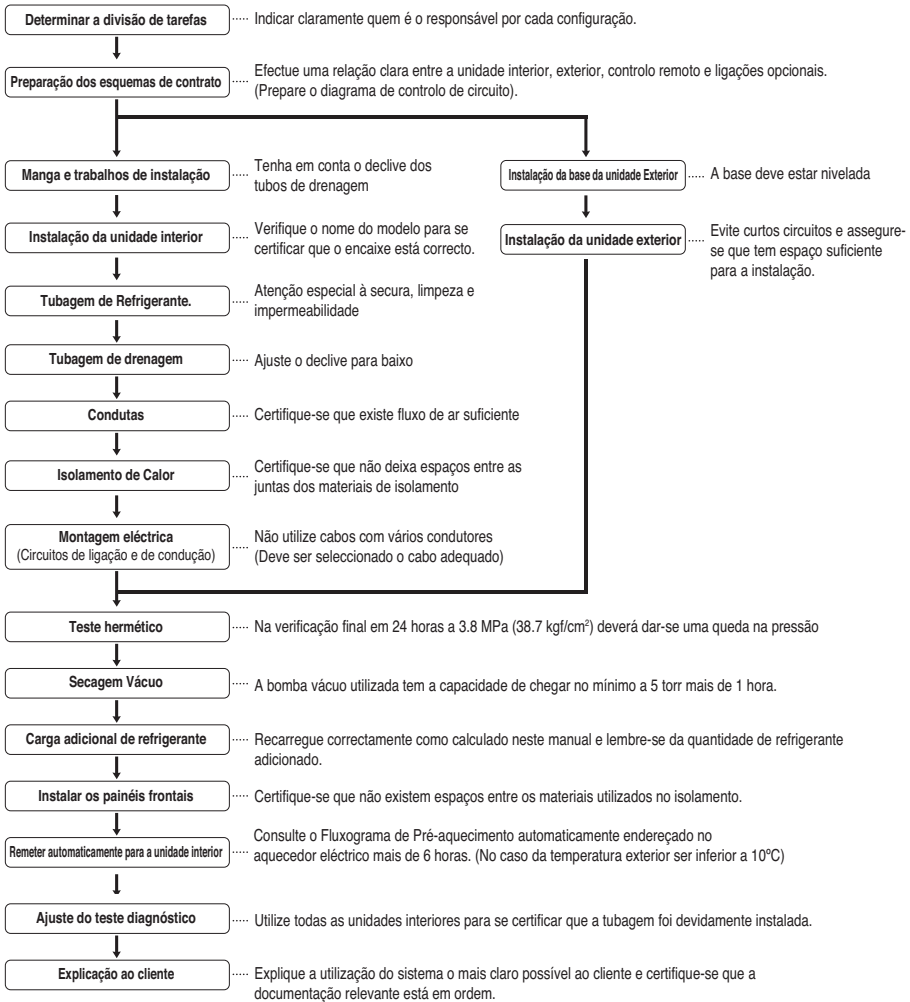 Determinar a divisão de tarefas
Indicar claramente quem é o responsável por cada configuração.
Preparação dos esquemas de contrato
Efectue uma relação clara entre a unidade interior, exterior, controlo remoto e ligações opcionais.
(Prepare o diagrama de controlo de circuito).
Manga e trabalhos de instalação
Tenha em conta o declive dos
tubos de drenagem
Instalação da base da unidade Exterior
A base deve estar nivelada
Instalação da unidade interior
Verifique o nome do modelo para se
certificar que o encaixe está correcto.
Instalação da unidade exterior
Evite curtos circuitos e assegure-
se que tem espaço suficiente
para a instalação.
Tubagem de Refrigerante.
Atenção especial à secura, limpeza e
impermeabilidade
Tubagem de drenagem
Ajuste o declive para baixo
Condutas
Certifique-se que existe fluxo de ar suficiente
Isolamento de Calor
Certifique-se que não deixa espaços entre as
juntas dos materiais de isolamento
Montagem eléctrica
(Circuitos de ligação e de condução)
Não utilize cabos com vários condutores
(Deve ser seleccionado o cabo adequado)
Teste hermético
Na verificação final em 24 horas a 3.8 MPa (38.7 kgf/cm²) deverá dar-se uma queda na pressão
Secagem Vácuo
A bomba vácuo utilizada tem a capacidade de chegar no mínimo a 5 torr mais de 1 hora.
Carga adicional de refrigerante
Recarregue correctamente como calculado neste manual e lembre-se da quantidade de refrigerante
adicionado.
Instalar os painéis frontais
Certifique-se que não existem espaços entre os materiais utilizados no isolamento.
Remeter automaticamente para a unidade interior
Consulte o Fluxograma de Pré-aquecimento automaticamente endereçado no
aquecedor eléctrico mais de 6 horas. (No caso da temperatura exterior ser inferior a 10ºC)
Ajuste do teste diagnóstico
Utilize todas as unidades interiores para se certificar que a tubagem foi devidamente instalada.
Explicação ao cliente
Explique a utilização do sistema o mais claro possível ao cliente e certifique-se que a
documentação relevante está em ordem.